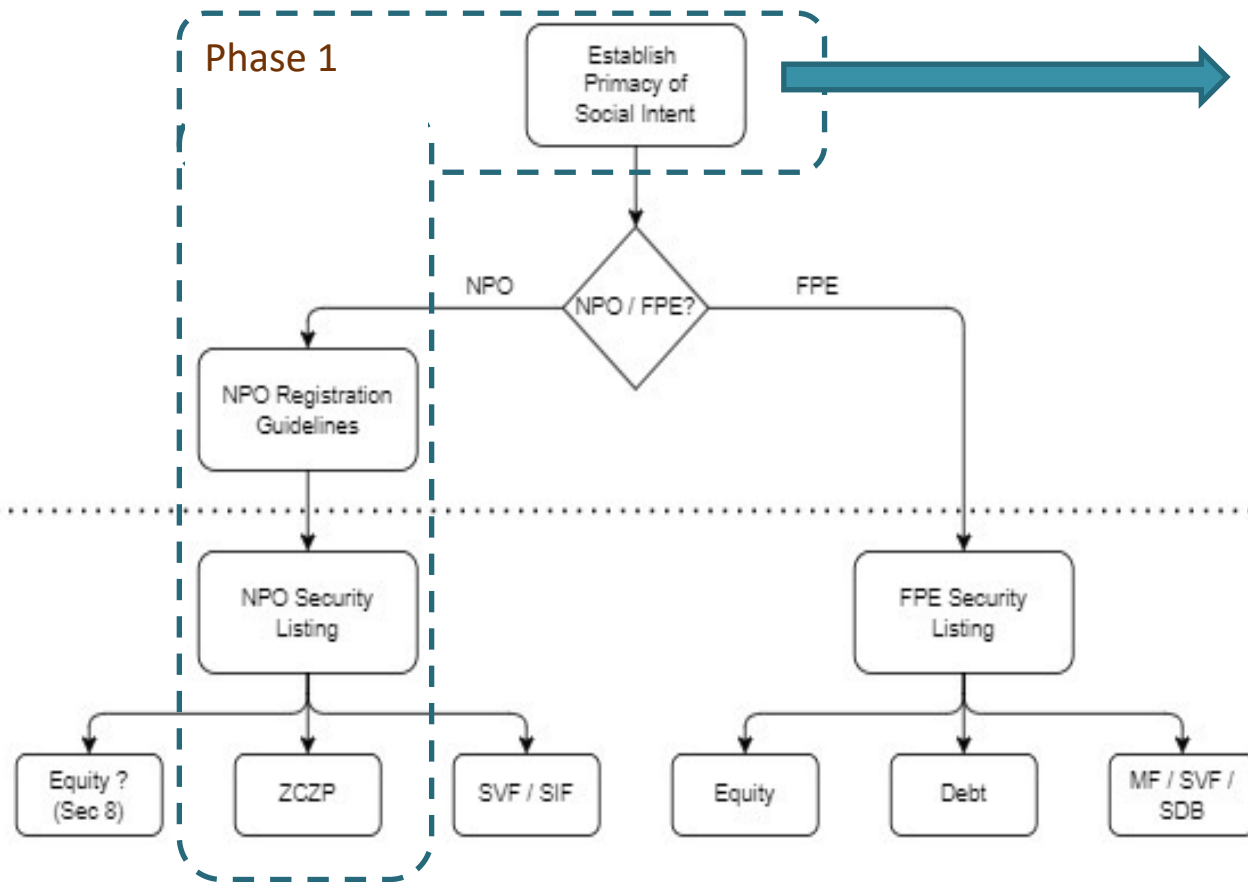 Phase 1
Establish
Primacy of
Social Intent
NPO
NPO / FPE?
FPE
NPO Registration
Guidelines
NPO Security
Listing
FPE Security
Listing
Equity ?
(Sec 8)
ZCZP
SVF / SIF
Equity
Debt
MF / SVF /
SDB